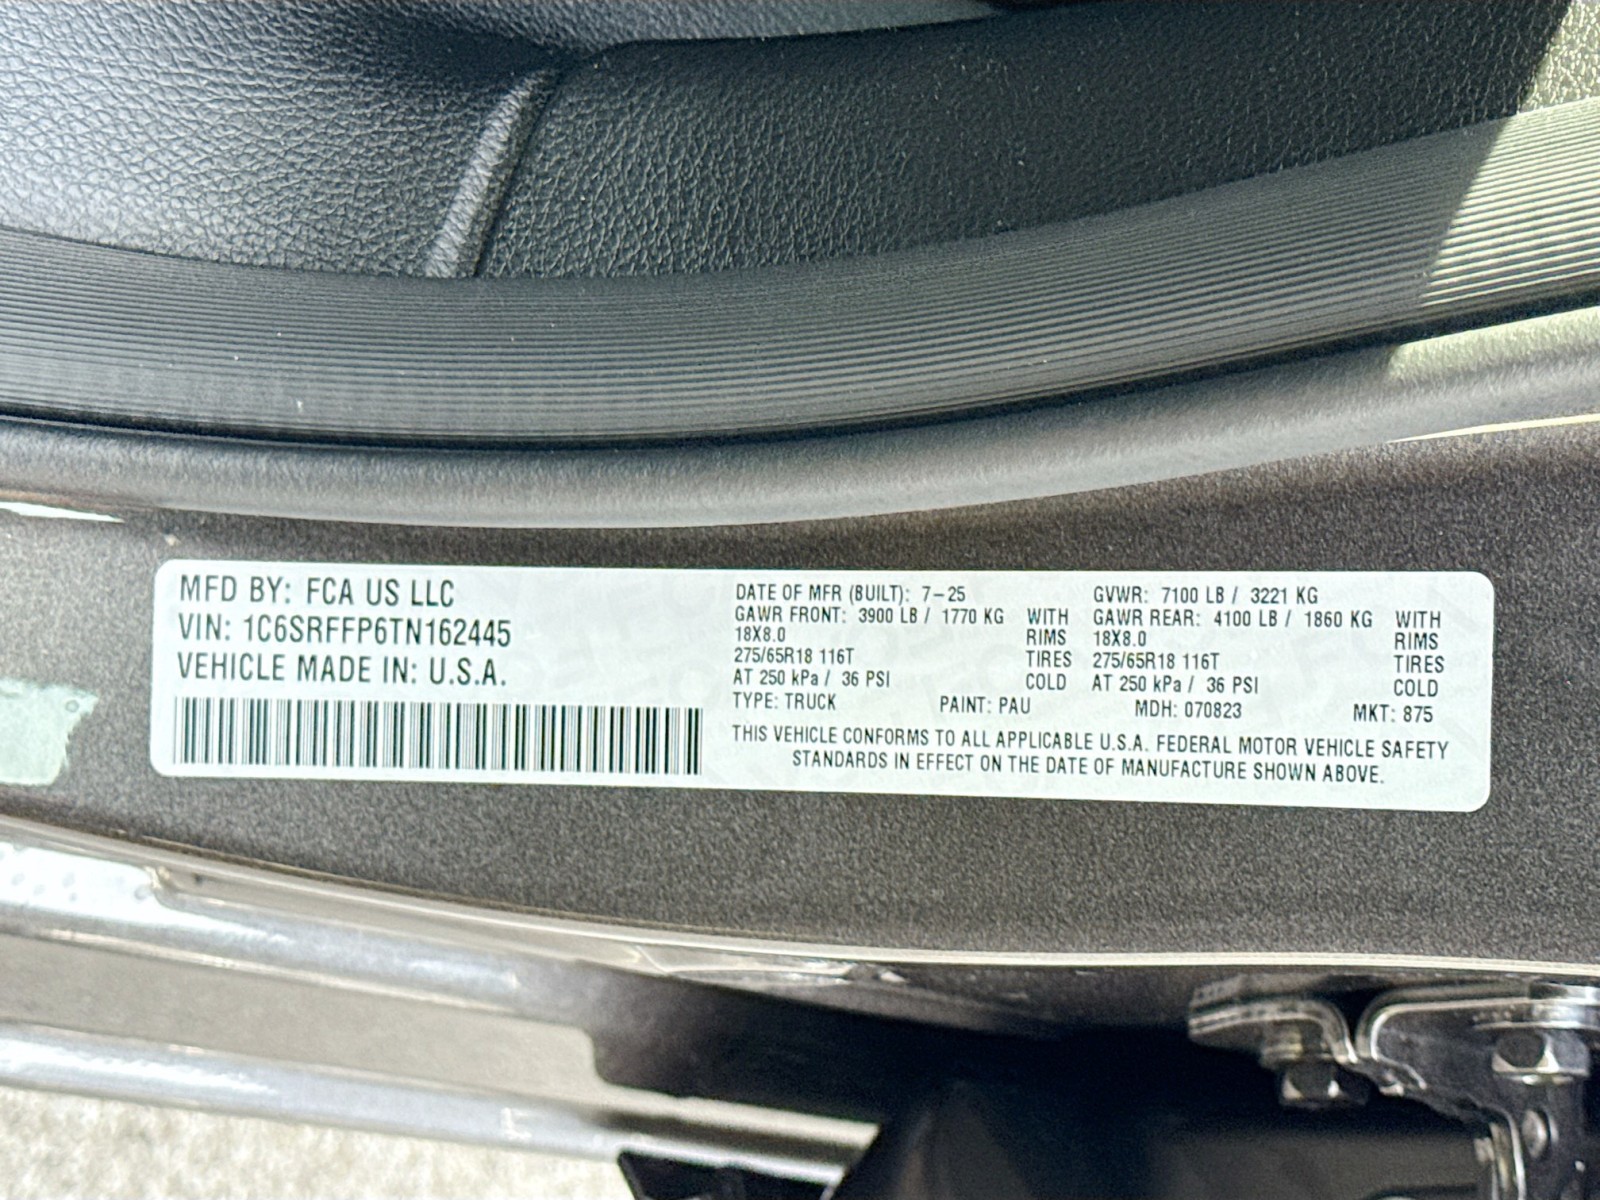 MFD BY: FCA US LLC
VIN: 1C6SRFFP6TN162445
VEHICLE MADE IN: U.S.A.
DATE OF MFR (BUILT): 7-25 GVWR: 7100 LB / 3221 KG
GAWR FRONT: 3900 LB / 1770 KG WITH GAWR REAR: 4100 LB / 1860 KG WITH
18X8.0 RIMS 18X8.0 RIMS
275/65R18 116T TIRES 275/65R18 116T TIRES
AT 250 kPa / 36 PSI COLD AT 250 kPa / 36 PSI COLD
TYPE: TRUCK PAINT: PAU MDH: 070823 MKT: 875
THIS VEHICLE CONFORMS TO ALL APPLICABLE U.S.A. FEDERAL MOTOR VEHICLE SAFETY
STANDARDS IN EFFECT ON THE DATE OF MANUFACTURE SHOWN ABOVE.